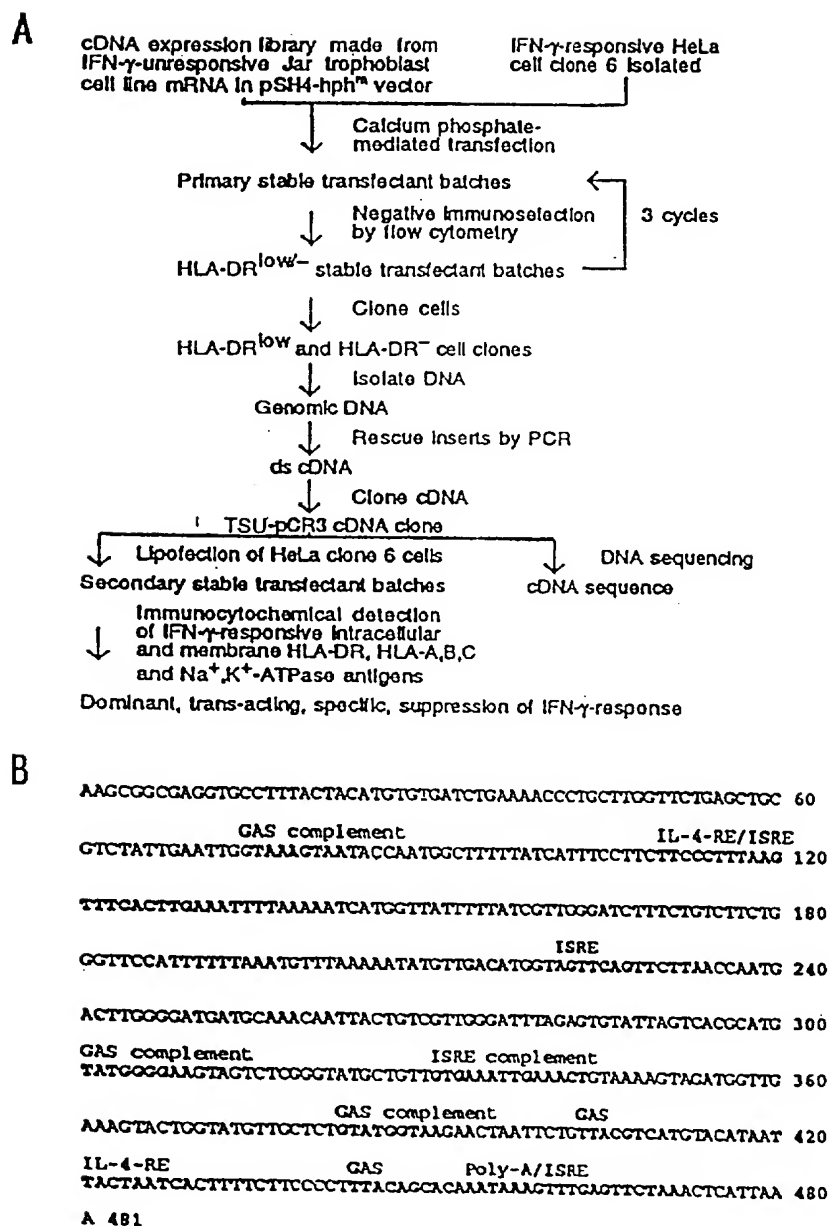 A
cDNA expression library made from
IFN-γ-unresponsive Jar trophoblast
cell line mRNA in pSH4-hphᵐ vector
IFN-γ-responsive HeLa
cell clone 6 isolated
Calcium phosphate-
mediated transfection
Primary stable transfectant batches
Negative immunoselection
by flow cytometry
3 cycles
HLA-DRlow/- stable transfectant batches
Clone cells
HLA-DRlow and HLA-DR⁻ cell clones
Isolate DNA
Genomic DNA
Rescue inserts by PCR
ds cDNA
Clone cDNA
TSU-pCR3 cDNA clone
Lipofection of HeLa clone 6 cells
DNA sequencing
Secondary stable transfectant batches
cDNA sequence
Immunocytochemical detection
of IFN-γ-responsive intracellular
and membrane HLA-DR, HLA-A,B,C
and Na⁺,K⁺-ATPase antigens
Dominant, trans-acting, specific, suppression of IFN-γ-response
B
AAGCGGCGAGGTGCCTTTACTACATGTGTGATCTGAAAACCCTGCTTGGTTCTGAGCTGC 60
GAS complement IL-4-RE/ISRE
GTCTATTGAATTGGTAAAGTAATACCAATGGCTTTTTATCATTTCCTTCTTCCCTTTAAG 120
TTTCACTTGAAATTTTAAAAATCATGGTTATTTTTATCGTTGGGATCTTTCTGTCTTCTG 180
ISRE
GGTTCCATTTTTTAAATGTTTAAAAATATGTTGACATGGTAGTTCAGTTCTTAACCAATG 240
ACTTGGGGATGATGCAAACAATTACTGTCGTTGGGATTTAGAGTGTATTAGTCACGCATG 300
GAS complement ISRE complement
TATGGGGAAGTAGTCTCGGGTATGCTGTTGTGAAATTGAAACTGTAAAAGTAGATGGTTG 360
GAS complement GAS
AAAGTACTGGTATGTTGCTCTGTATGGTAAGAACTAATTCTGTTACGTCATGTACATAAT 420
IL-4-RE GAS Poly-A/ISRE
TACTAATCACTTTTCTTCCCCTTTACAGCACAAATAAAGTTTGAGTTCTAAACTCATTAA 480
A 481